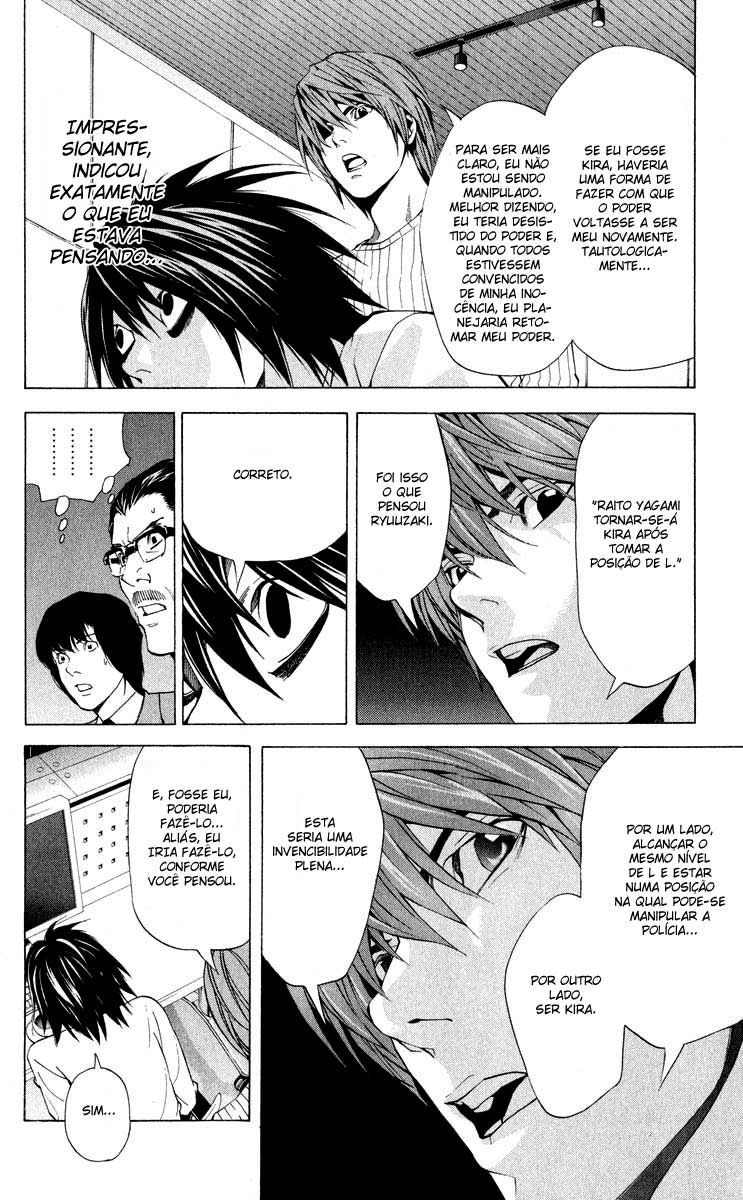 SE EU FOSSE
KIRA, HAVERIA
UMA FORMA DE
FAZER COM QUE
O PODER
VOLTASSE A SER
MEU NOVAMENTE.
TAUTOLOGICA-
MENTE...
PARA SER MAIS
CLARO, EU NÃO
ESTOU SENDO
MANIPULADO.
MELHOR DIZENDO,
EU TERIA DESIS-
TIDO DO PODER E,
QUANDO TODOS
ESTIVESSEM
CONVENCIDOS
DE MINHA INO-
CÊNCIA, EU PLA-
NEJARIA RETO-
MAR MEU PODER.
IMPRES-
SIONANTE,
INDICOU
EXATAMENTE
O QUE EU
ESTAVA
PENSANDO...
"RAITO YAGAMI
TORNAR-SE-Á
KIRA APÓS
TOMAR A
POSIÇÃO DE L."
FOI ISSO
O QUE
PENSOU
RYUUZAKI.
CORRETO.
POR UM LADO,
ALCANÇAR O
MESMO NÍVEL
DE L E ESTAR
NUMA POSIÇÃO
NA QUAL PODE-SE
MANIPULAR A
POLÍCIA...
POR OUTRO
LADO,
SER KIRA.
ESTA
SERIA UMA
INVENCIBILIDADE
PLENA...
E, FOSSE EU,
PODERIA
FAZÊ-LO...
ALIÁS, EU
IRIA FAZÊ-LO,
CONFORME
VOCÊ PENSOU.
SIM...